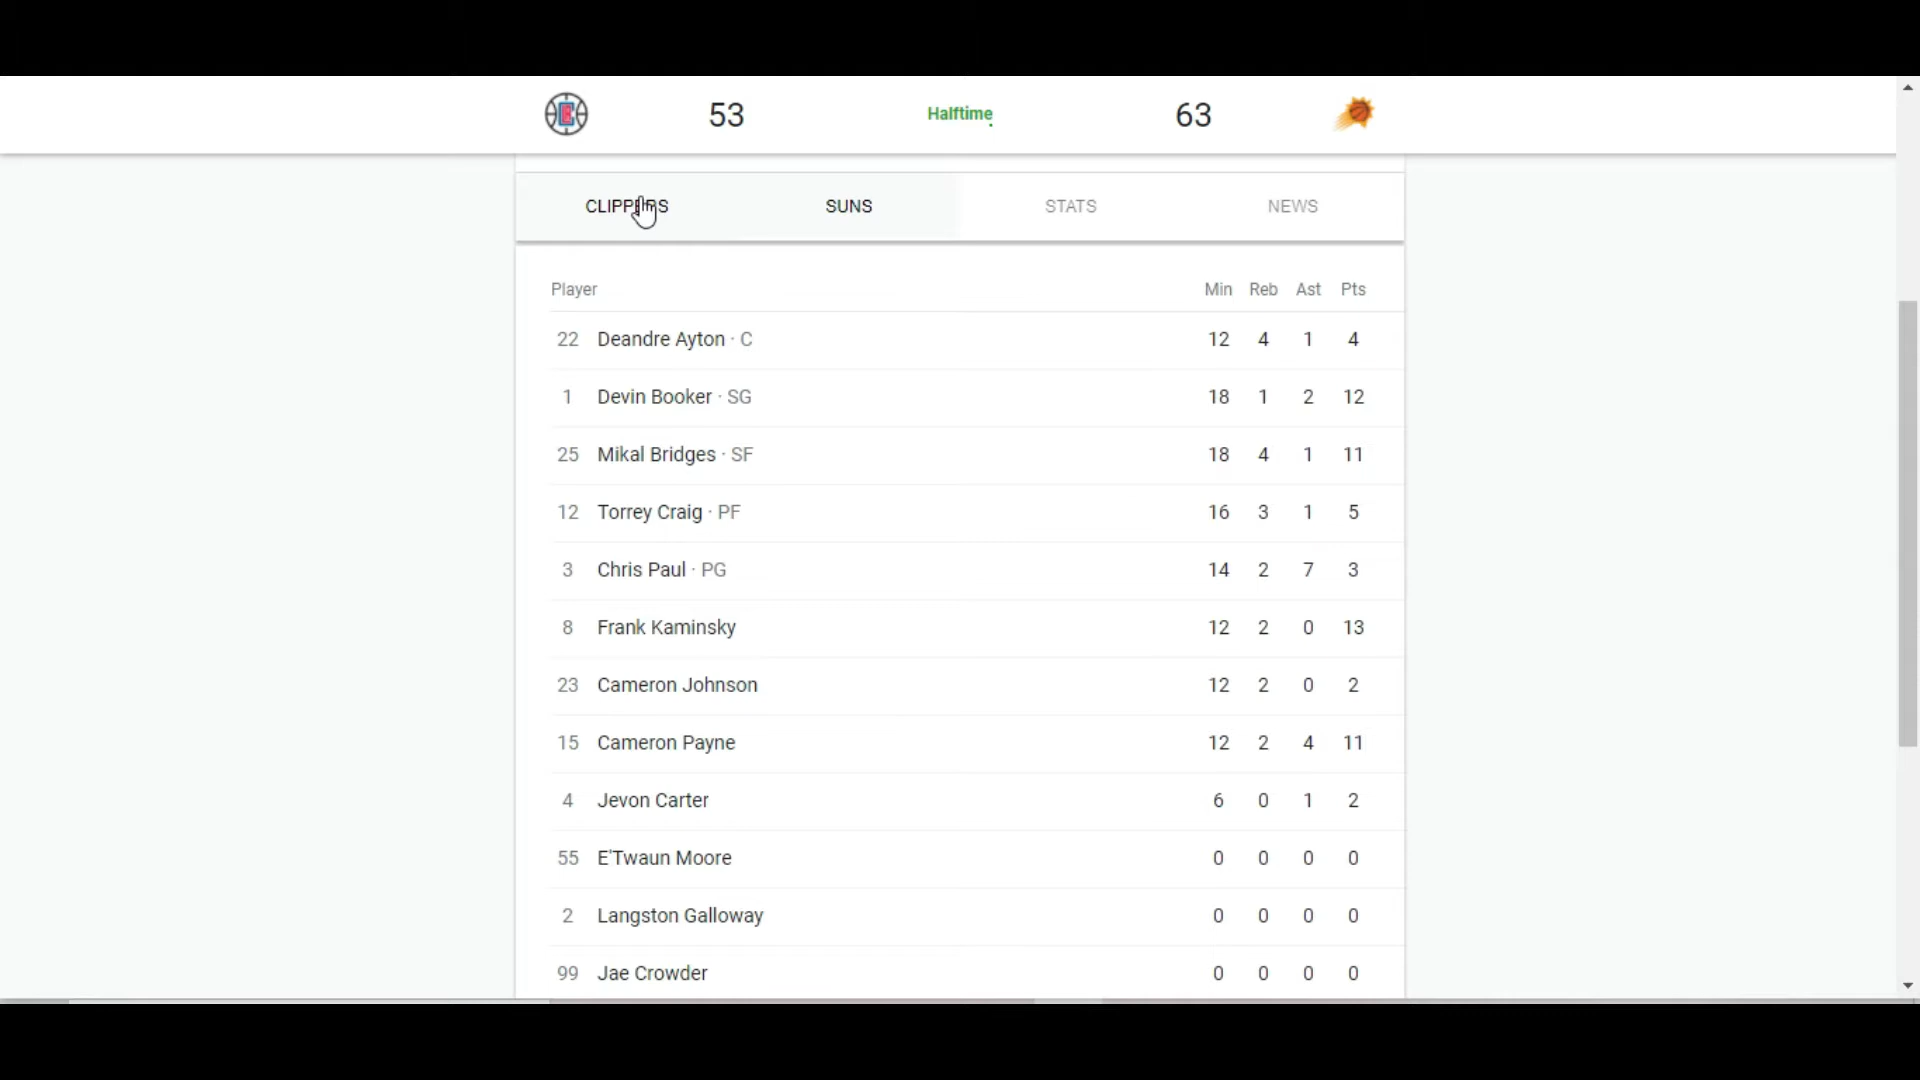 53 Halftime 63
CLIPPERS SUNS STATS NEWS
Player Min Reb Ast Pts
22 Deandre Ayton · C 12 4 1 4
1 Devin Booker · SG 18 1 2 12
25 Mikal Bridges · SF 18 4 1 11
12 Torrey Craig · PF 16 3 1 5
3 Chris Paul · PG 14 2 7 3
8 Frank Kaminsky 12 2 0 13
23 Cameron Johnson 12 2 0 2
15 Cameron Payne 12 2 4 11
4 Jevon Carter 6 0 1 2
55 E'Twaun Moore 0 0 0 0
2 Langston Galloway 0 0 0 0
99 Jae Crowder 0 0 0 0